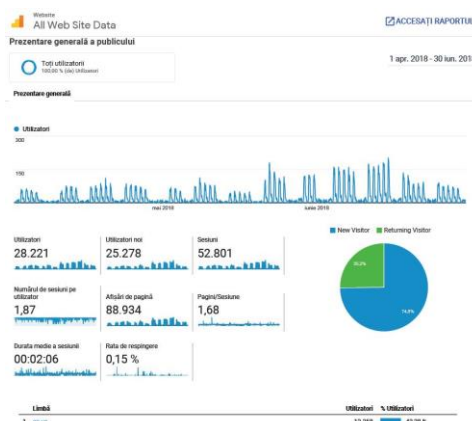 Website
All Web Site Data
ACCESAȚI RAPORTUL
Prezentare generală a publicului
Toți utilizatorii
100,00 % (de) Utilizatori
1 apr. 2018 - 30 iun. 201
Prezentare generală
Utilizatori
300
150
mai 2018
iunie 2018
New Visitor
Returning Visitor
Utilizatori
28.221
Utilizatori noi
25.278
Sesiuni
52.801
Numărul de sesiuni pe utilizator
1,87
Afișări de pagină
88.934
Pagini/Sesiune
1,68
Durata medie a sesiunii
00:02:06
Rata de respingere
0,15 %
Limbă
Utilizatori
% Utilizatori